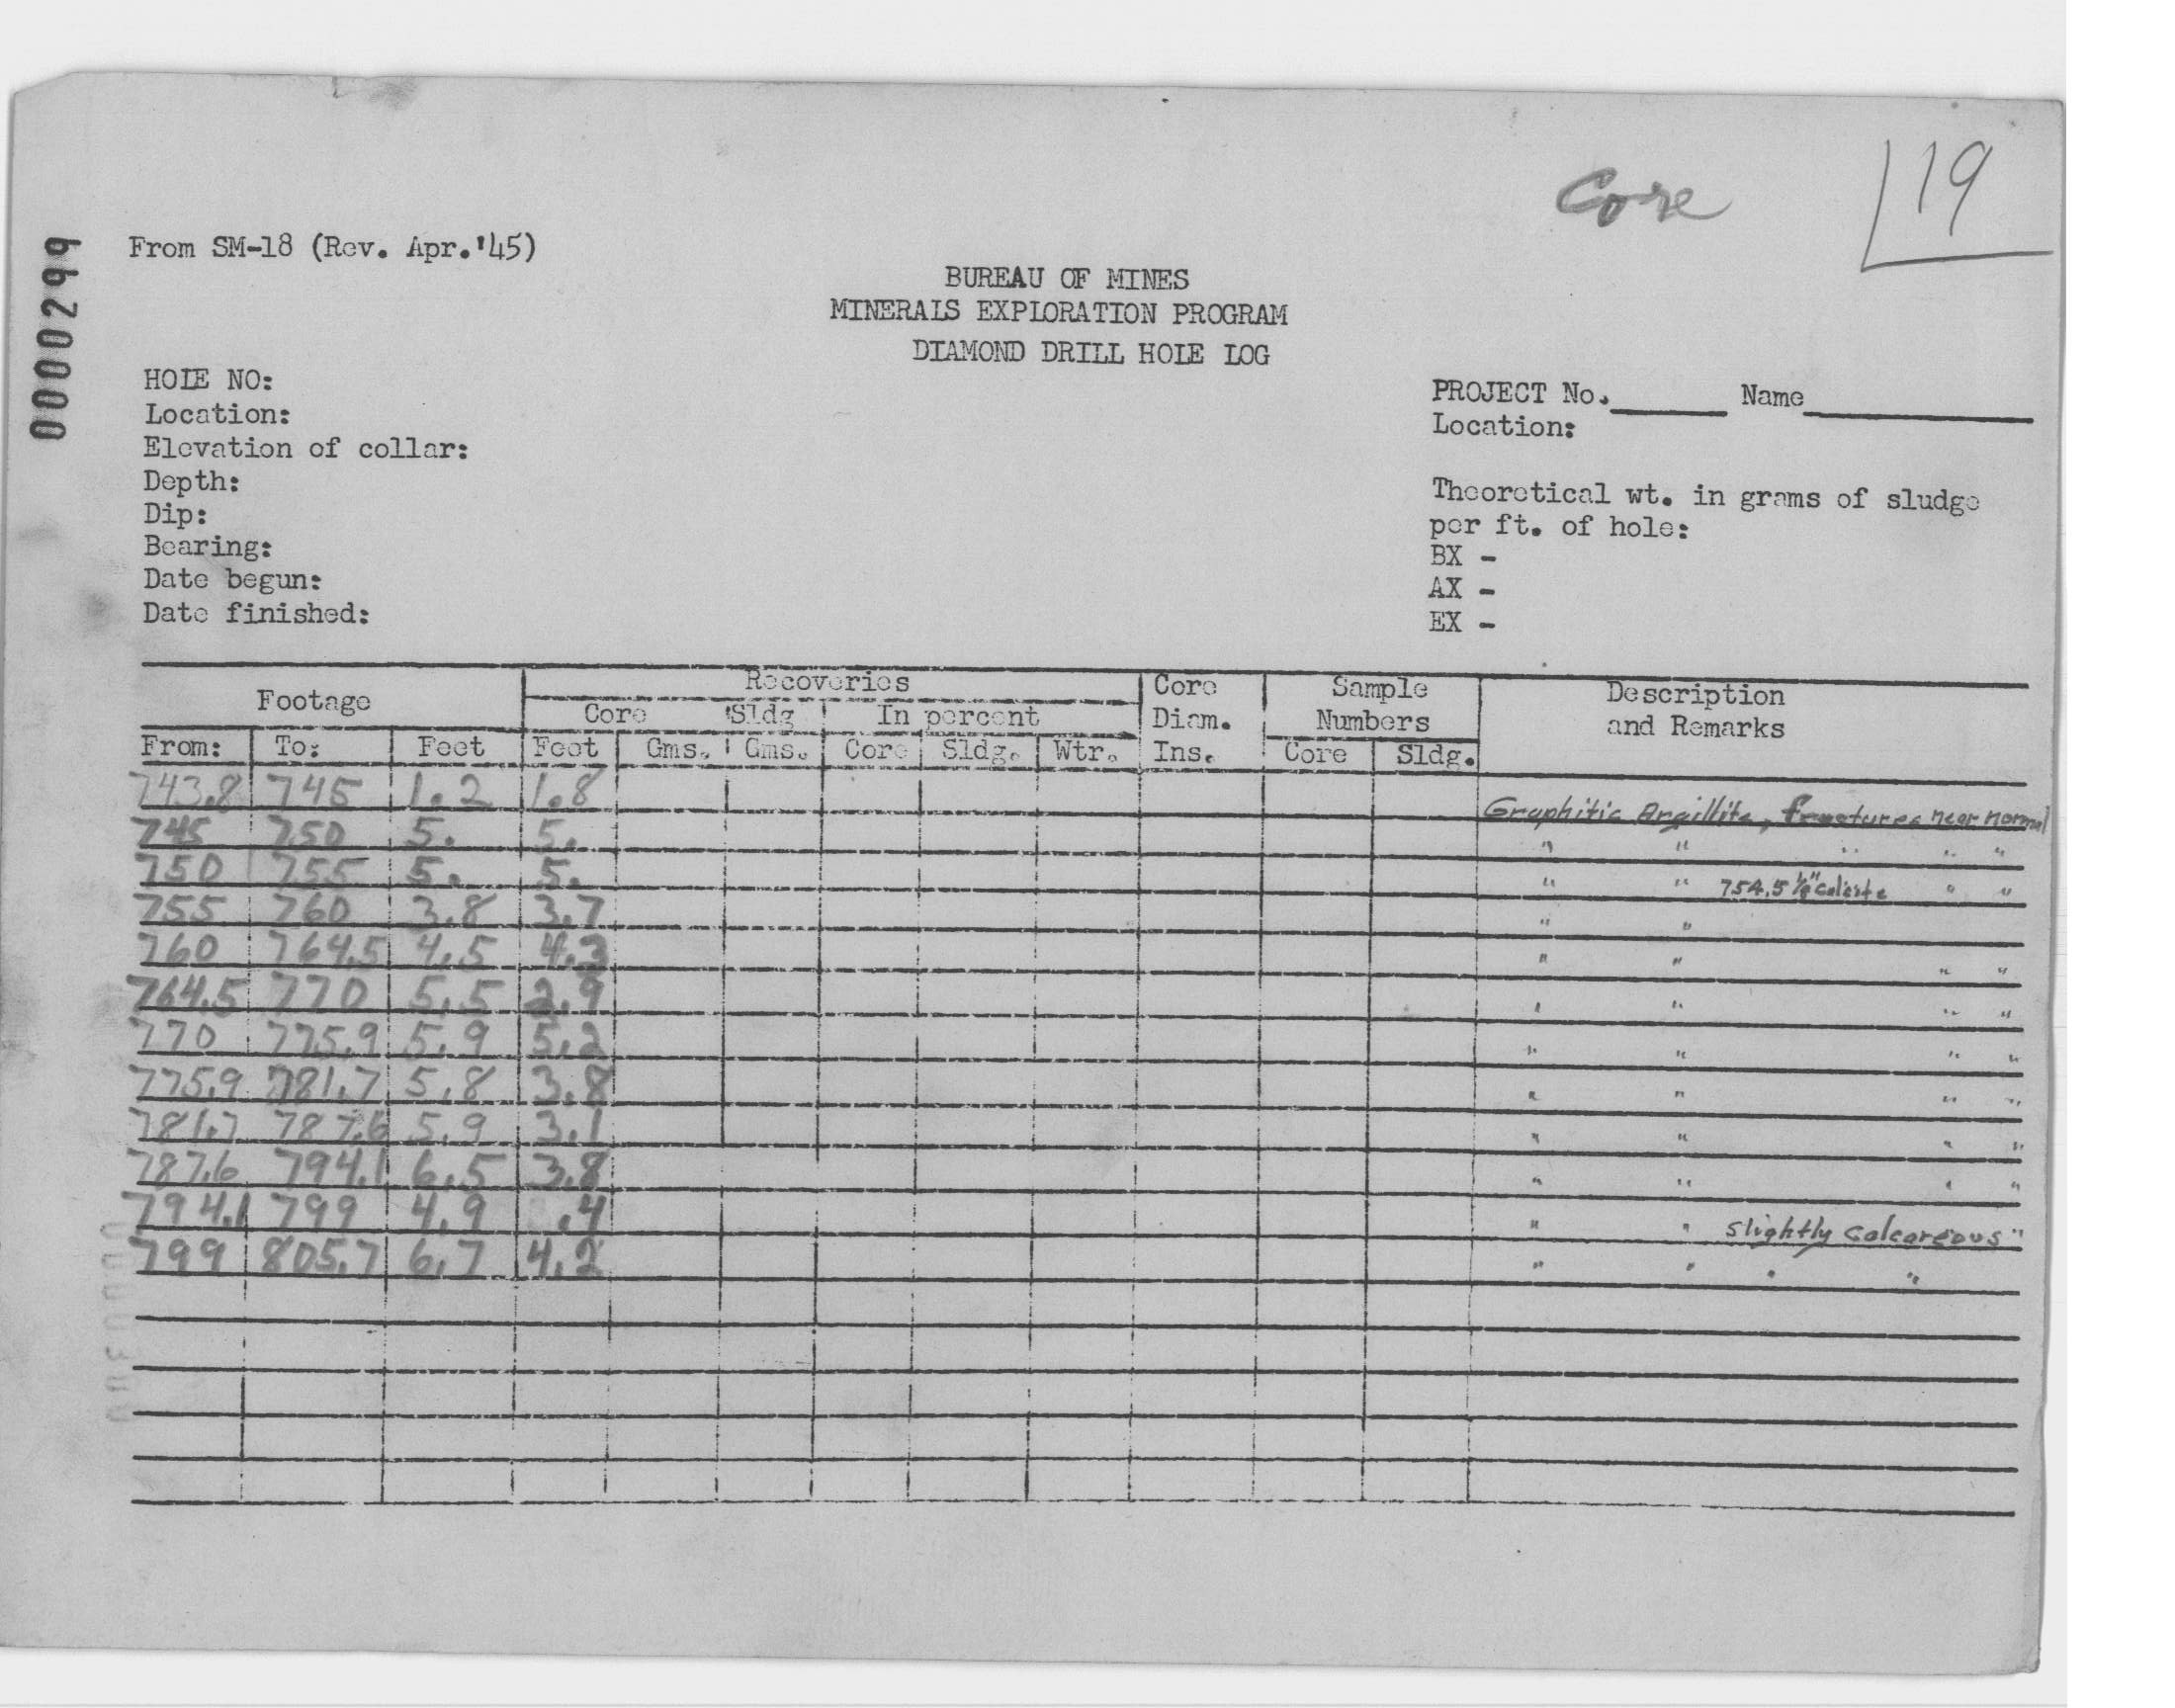 Core
19
0000299
From SM-18 (Rev. Apr. '45)
BUREAU OF MINES
MINERALS EXPLORATION PROGRAM
DIAMOND DRILL HOLE LOG
HOLE NO:
Location:
Elevation of collar:
Depth:
Dip:
Bearing:
Date begun:
Date finished:
PROJECT No. Name
Location:
Theoretical wt. in grams of sludge
per ft. of hole:
BX -
AX -
EX -
Footage Recoveries Core Sample Description
Core Sldg In percent Diam. Numbers and Remarks
From: To: Feet Feet Gms. Gms. Core Sldg. Wtr. Ins. Core Sldg.
743.8 745 1.2 1.8 Graphitic Argillite, fractures near normal
745 750 5. 5. " " " " "
750 755 5. 5. " " 754.5 1/8" calcite " "
755 760 3.8 3.7 " "
760 764.5 4.5 4.3 " " " "
764.5 770 5.5 2.9 " " " "
770 775.9 5.9 5.2 " " " "
775.9 781.7 5.8 3.8 " " " "
781.7 787.6 5.9 3.1 " " " "
787.6 794.1 6.5 3.8 " " " "
794.1 799 4.9 .4 " " slightly calcareous "
799 805.7 6.7 4.2 " " " "